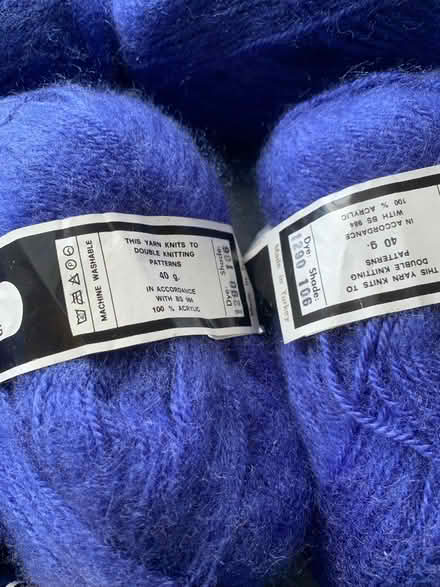 MACHINE WASHABLE
THIS YARN KNITS TO
DOUBLE KNITTING
PATTERNS
40 g.
IN ACCORDANCE
WITH BS 984
100 % ACRYLIC
Dye: Shade:
1290 106
Made in Turkey
Dye: Shade:
1290 106
THIS YARN KNITS TO
DOUBLE KNITTING
PATTERNS
40 g.
IN ACCORDANCE
WITH BS 984
100 % ACRYLIC